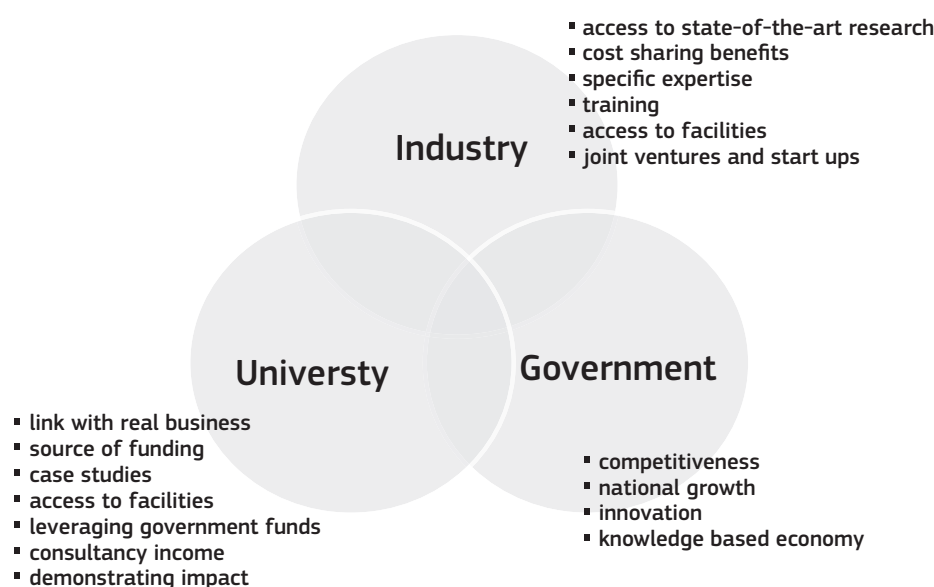 ▪ access to state-of-the-art research
▪ cost sharing benefits
▪ specific expertise
▪ training
▪ access to facilities
▪ joint ventures and start ups
Industry
Universty
▪ link with real business
▪ source of funding
▪ case studies
▪ access to facilities
▪ leveraging government funds
▪ consultancy income
▪ demonstrating impact
Government
▪ competitiveness
▪ national growth
▪ innovation
▪ knowledge based economy